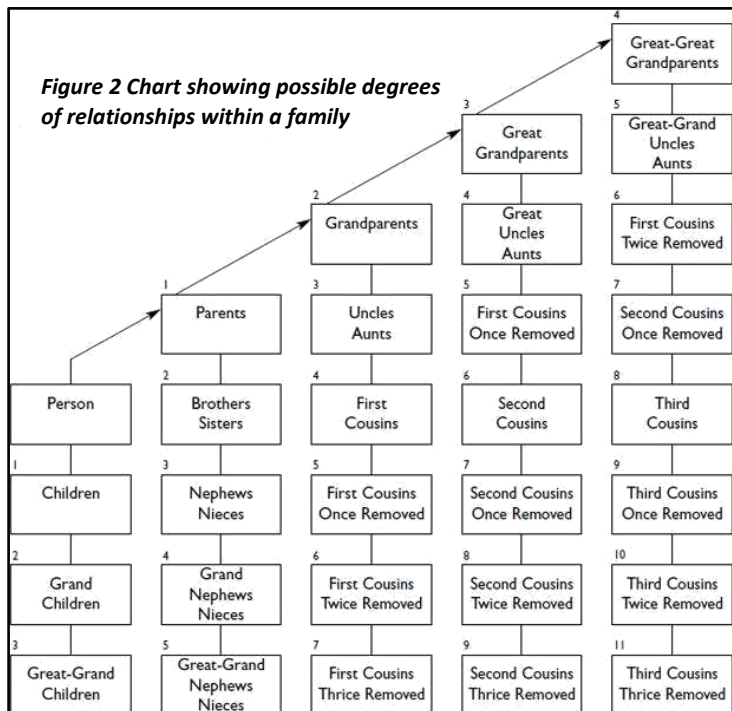 Figure 2 Chart showing possible degrees
of relationships within a family
4
Great-Great
Grandparents
3
Great
Grandparents
5
Great-Grand
Uncles
Aunts
2
Grandparents
4
Great
Uncles
Aunts
6
First Cousins
Twice Removed
1
Parents
3
Uncles
Aunts
5
First Cousins
Once Removed
7
Second Cousins
Once Removed
Person
2
Brothers
Sisters
4
First
Cousins
6
Second
Cousins
8
Third
Cousins
1
Children
3
Nephews
Nieces
5
First Cousins
Once Removed
7
Second Cousins
Once Removed
9
Third Cousins
Once Removed
2
Grand
Children
4
Grand
Nephews
Nieces
6
First Cousins
Twice Removed
8
Second Cousins
Twice Removed
10
Third Cousins
Twice Removed
3
Great-Grand
Children
5
Great-Grand
Nephews
Nieces
7
First Cousins
Thrice Removed
9
Second Cousins
Thrice Removed
11
Third Cousins
Thrice Removed